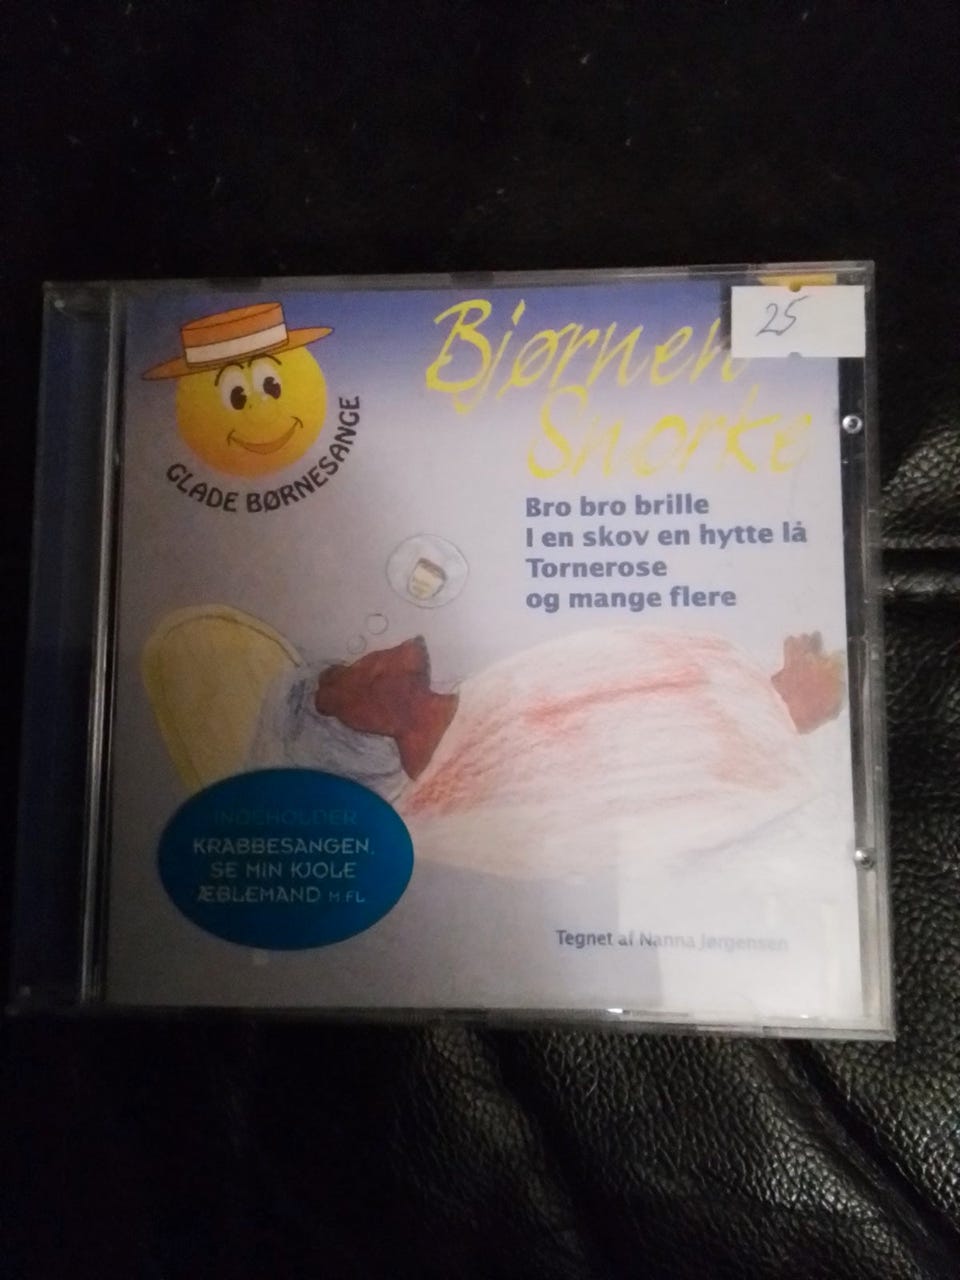 GLADE BØRNESANGE
Bjørnen
Snorke
25
Bro bro brille
I en skov en hytte lå
Tornerose
og mange flere
INDEHOLDER
KRABBESANGEN,
SE MIN KJOLE
ÆBLEMAND M.FL.
Tegnet af Nanna Jørgensen